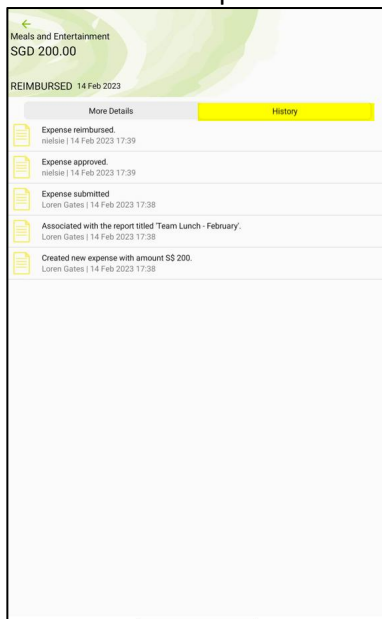 Meals and Entertainment
SGD 200.00
REIMBURSED 14 Feb 2023
More Details
History
Expense reimbursed.
nielsie | 14 Feb 2023 17:39
Expense approved.
nielsie | 14 Feb 2023 17:39
Expense submitted
Loren Gates | 14 Feb 2023 17:38
Associated with the report titled 'Team Lunch - February'.
Loren Gates | 14 Feb 2023 17:38
Created new expense with amount S$ 200.
Loren Gates | 14 Feb 2023 17:38